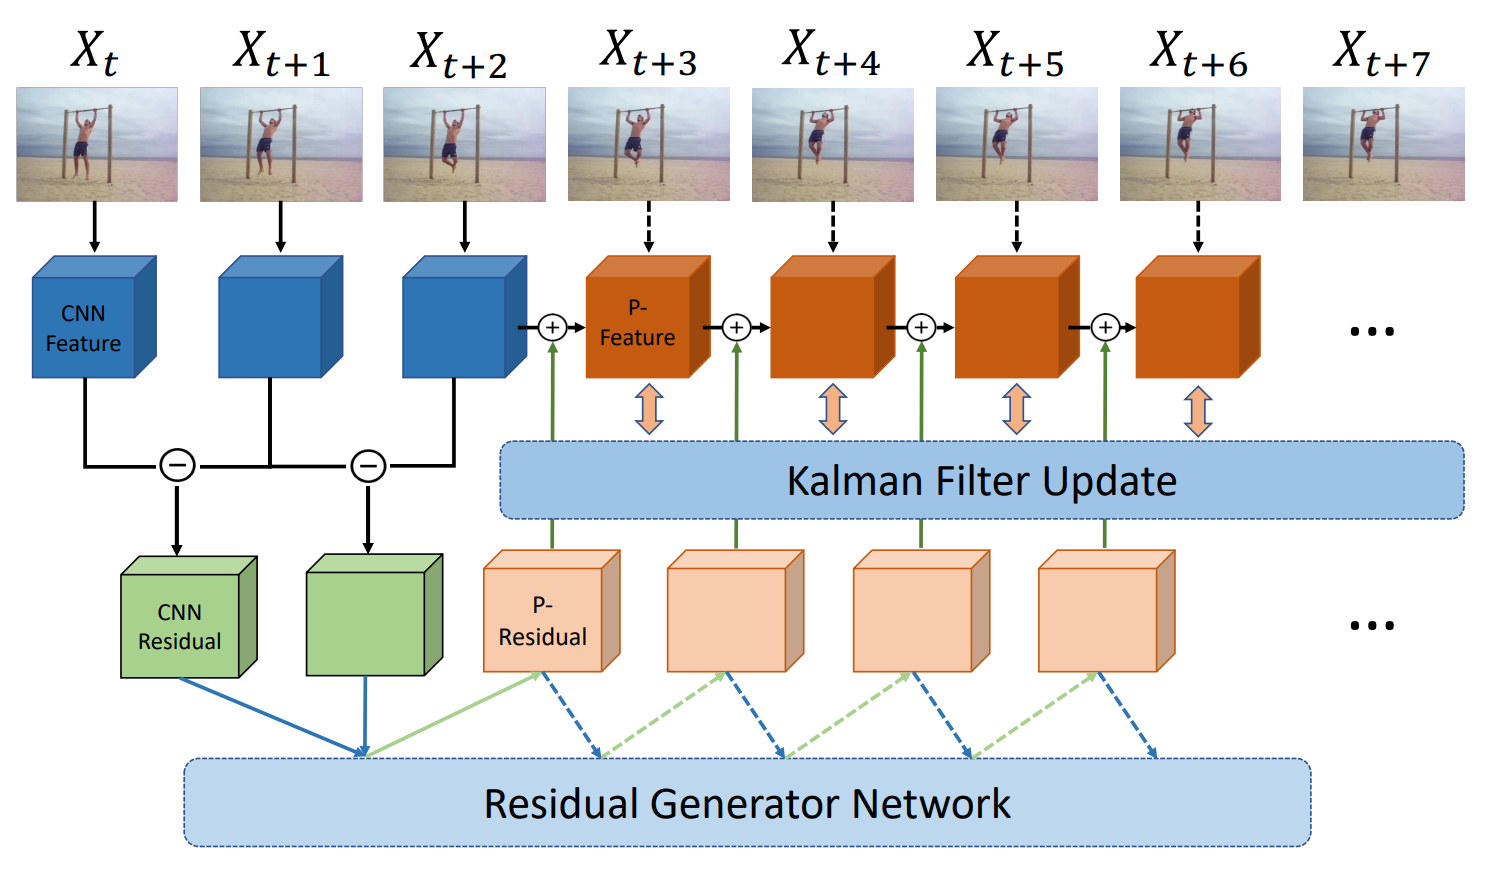 X_t X_{t+1} X_{t+2} X_{t+3} X_{t+4} X_{t+5} X_{t+6} X_{t+7}
CNN
Feature
+
P-
Feature
+
+
+
...
−
−
Kalman Filter Update
CNN
Residual
P-
Residual
...
Residual Generator Network